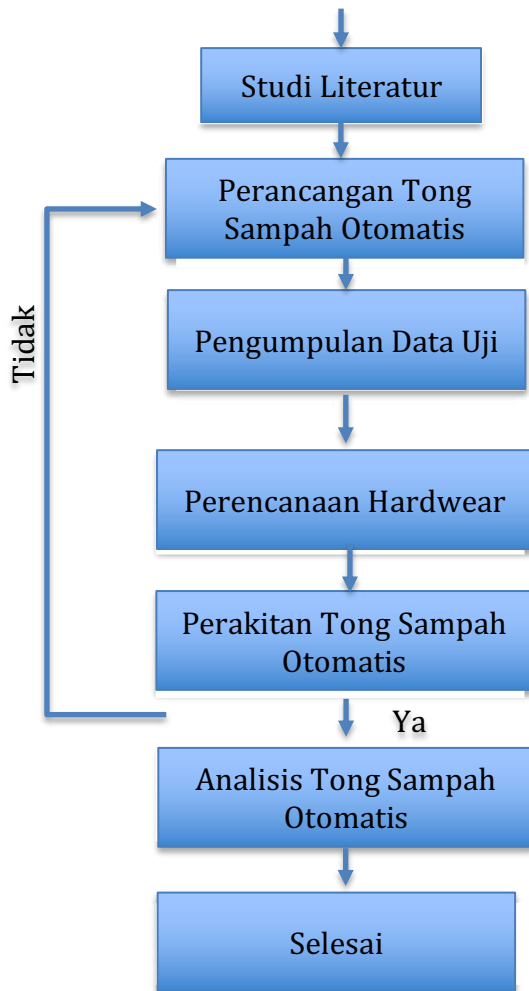 Studi Literatur
Perancangan Tong
Sampah Otomatis
Tidak
Pengumpulan Data Uji
Perencanaan Hardwear
Perakitan Tong Sampah
Otomatis
Ya
Analisis Tong Sampah
Otomatis
Selesai